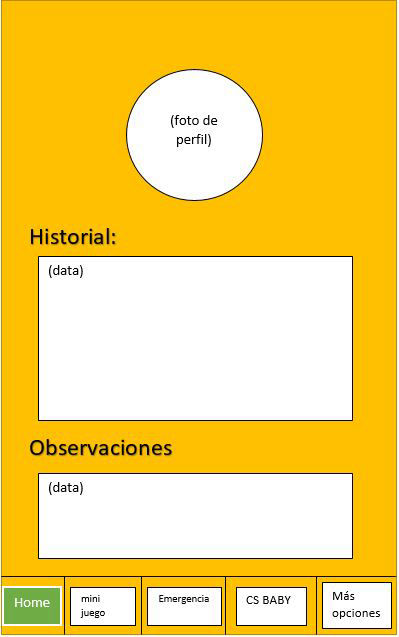 (foto de
perfil)
Historial:
(data)
Observaciones
(data)
Home
mini
juego
Emergencia
CS BABY
Más
opciones